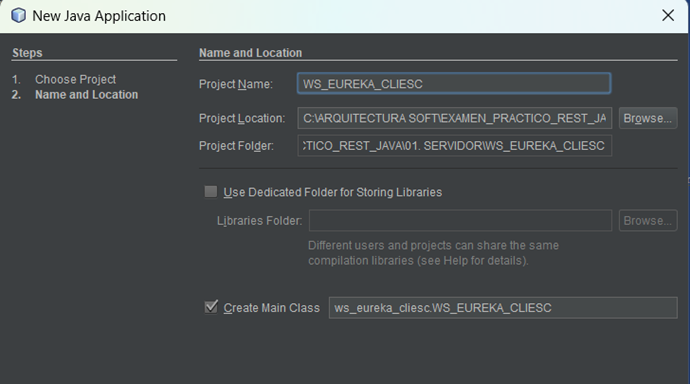 New Java Application
Steps
1. Choose Project
2. Name and Location
Name and Location
Project Name: WS_EUREKA_CLIESC
Project Location: C:\ARQUITECTURA SOFT\EXAMEN_PRACTICO_REST_JA Browse...
Project Folder: CTICO_REST_JAVA\01. SERVIDOR\WS_EUREKA_CLIESC
Use Dedicated Folder for Storing Libraries
Libraries Folder: Browse...
Different users and projects can share the same
compilation libraries (see Help for details).
Create Main Class ws_eureka_cliesc.WS_EUREKA_CLIESC